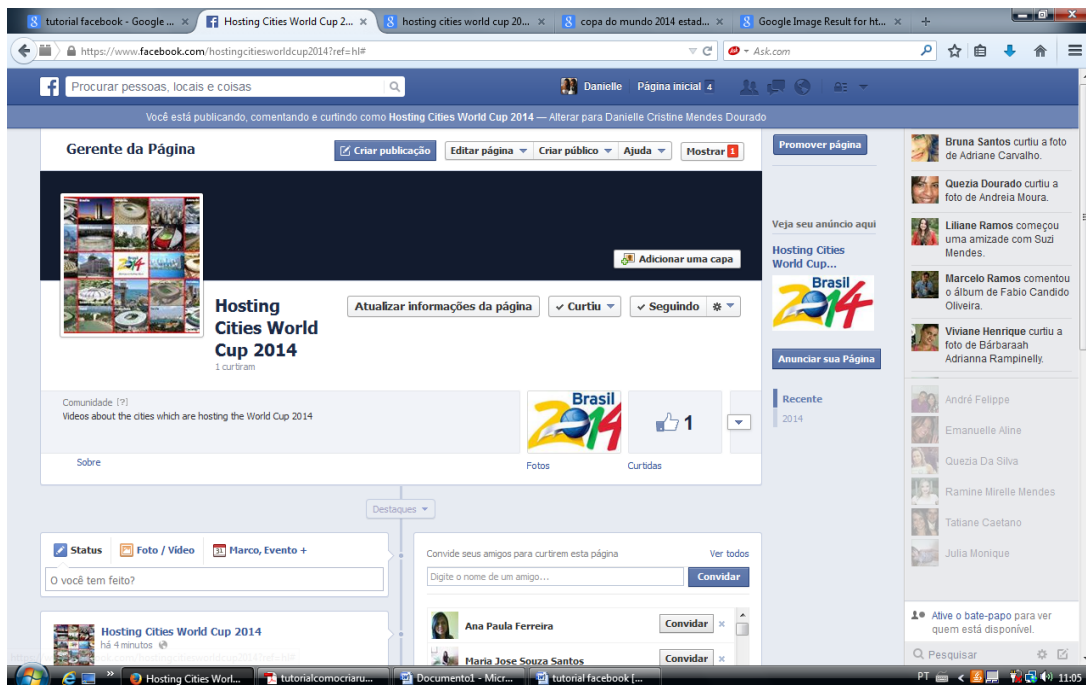 tutorial facebook - Google ...
Hosting Cities World Cup 2...
hosting cities world cup 20...
copa do mundo 2014 estad...
Google Image Result for ht...
https://www.facebook.com/hostingcitiesworldcup2014?ref=hl#
Ask.com
Procurar pessoas, locais e coisas
Danielle Página inicial 4
Você está publicando, comentando e curtindo como Hosting Cities World Cup 2014 — Alterar para Danielle Cristine Mendes Dourado
Gerente da Página
Criar publicação
Editar página
Criar público
Ajuda
Mostrar 1
Promover página
Adicionar uma capa
Veja seu anúncio aqui
Hosting Cities
World Cup...
Brasil
2014
Anunciar sua Página
Recente
2014
Hosting
Cities World
Cup 2014
1 curtiram
Atualizar informações da página
Curtiu
Seguindo
Comunidade [?]
Videos about the cities which are hosting the World Cup 2014
Sobre
Brasil
2014
Fotos
1
Curtidas
Destaques
Status
Foto / Vídeo
31 Marco, Evento +
O você tem feito?
Hosting Cities World Cup 2014
há 4 minutos
Convide seus amigos para curtirem esta página
Ver todos
Digite o nome de um amigo...
Convidar
Ana Paula Ferreira
Convidar
Maria Jose Souza Santos
Convidar
Bruna Santos curtiu a foto
de Adriane Carvalho.
Quezia Dourado curtiu a
foto de Andreia Moura.
Liliane Ramos começou
uma amizade com Suzi
Mendes.
Marcelo Ramos comentou
o álbum de Fabio Candido
Oliveira.
Viviane Henrique curtiu a
foto de Bárbaraah
Adrianna Rampinelly.
André Felippe
Emanuelle Aline
Quezia Da Silva
Ramine Mirelle Mendes
Tatiane Caetano
Julia Monique
Ative o bate-papo para ver
quem está disponível.
Pesquisar
Hosting Cities Worl...
tutorialcomocriaru...
Documento1 - Micr...
tutorial facebook [...
PT
11:05